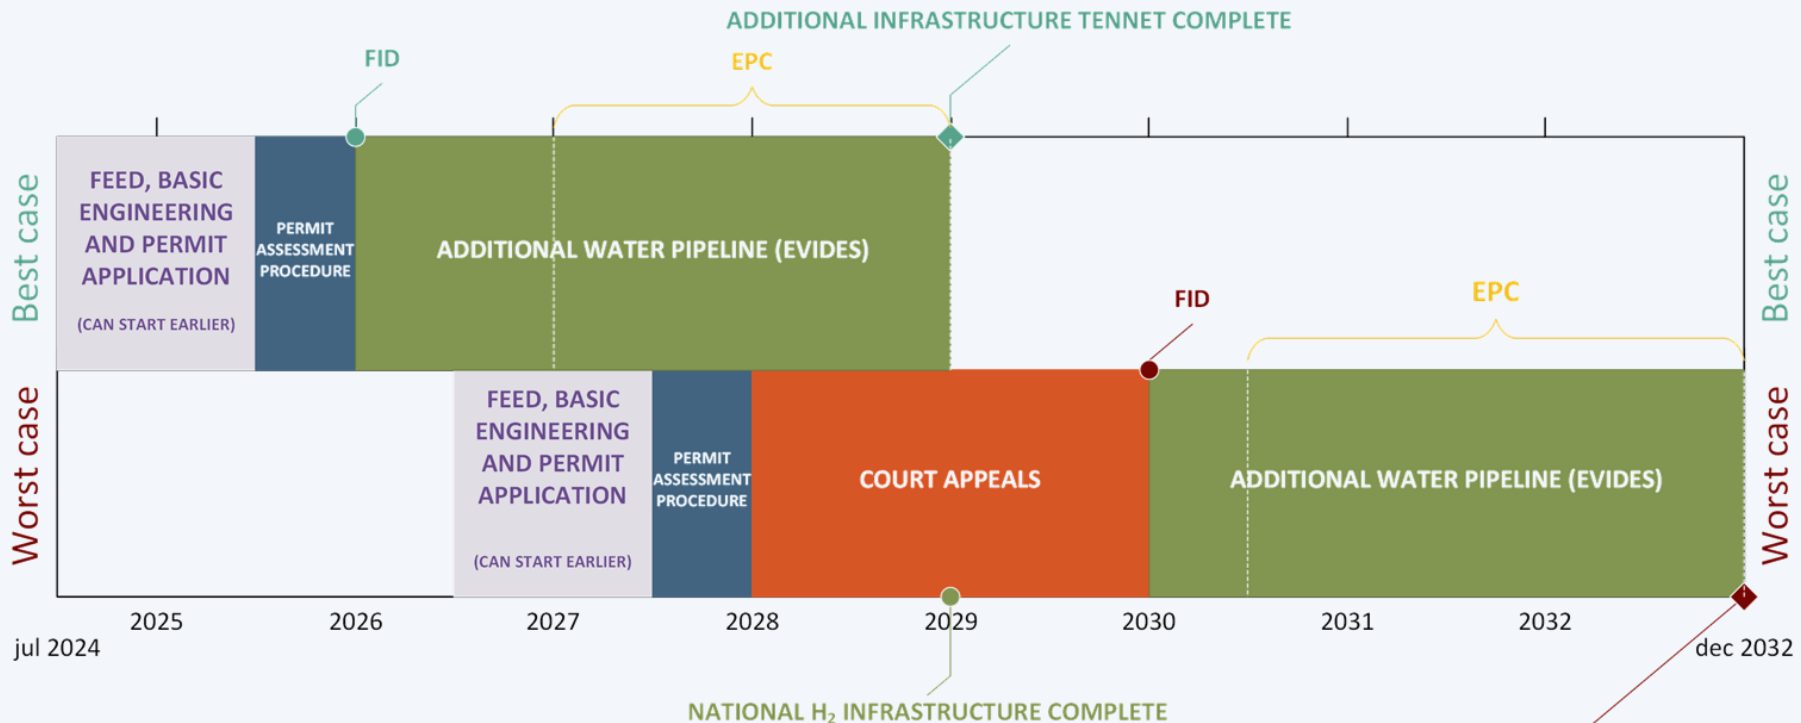 ADDITIONAL INFRASTRUCTURE TENNET COMPLETE
FID
EPC
Best case
FEED, BASIC
ENGINEERING
AND PERMIT
APPLICATION
(CAN START EARLIER)
PERMIT
ASSESSMENT
PROCEDURE
ADDITIONAL WATER PIPELINE (EVIDES)
Best case
FID
EPC
Worst case
FEED, BASIC
ENGINEERING
AND PERMIT
APPLICATION
(CAN START EARLIER)
PERMIT
ASSESSMENT
PROCEDURE
COURT APPEALS
ADDITIONAL WATER PIPELINE (EVIDES)
Worst case
2025 2026 2027 2028 2029 2030 2031 2032
jul 2024 dec 2032
NATIONAL H₂ INFRASTRUCTURE COMPLETE